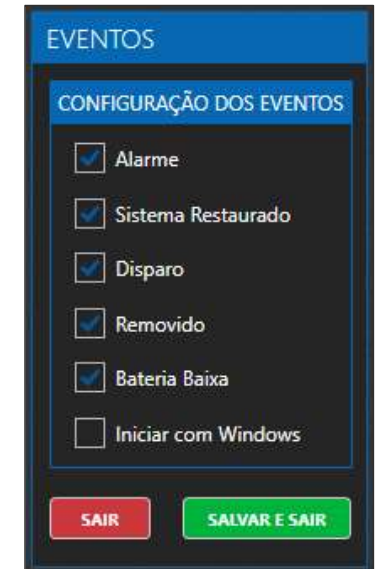 EVENTOS
CONFIGURAÇÃO DOS EVENTOS
Alarme
Sistema Restaurado
Disparo
Removido
Bateria Baixa
Iniciar com Windows
SAIR
SALVAR E SAIR